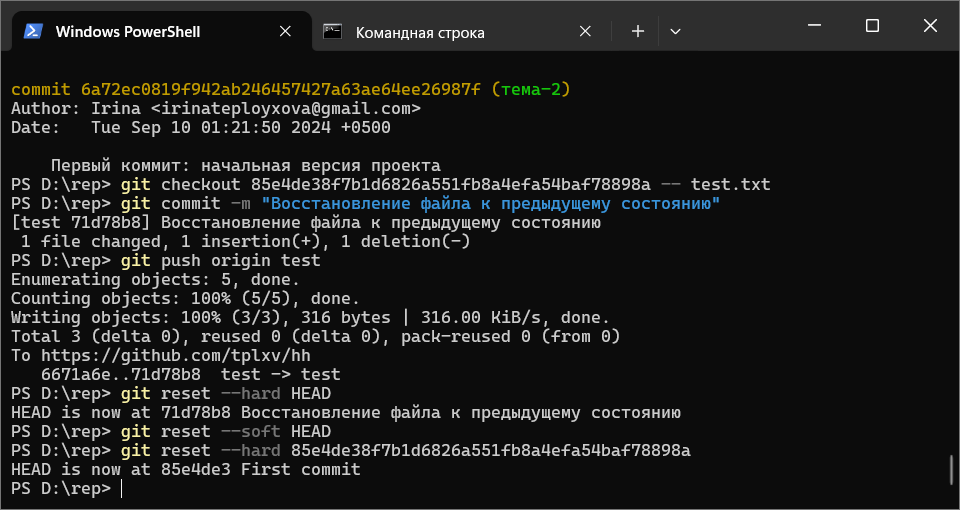 Windows PowerShell
Командная строка
commit 6a72ec0819f942ab246457427a63ae64ee26987f (тема-2)
Author: Irina <irinateployxova@gmail.com>
Date:   Tue Sep 10 01:21:50 2024 +0500
    Первый коммит: начальная версия проекта
PS D:\rep> git checkout 85e4de38f7b1d6826a551fb8a4efa54baf78898a -- test.txt
PS D:\rep> git commit -m "Восстановление файла к предыдущему состоянию"
[test 71d78b8] Восстановление файла к предыдущему состоянию
 1 file changed, 1 insertion(+), 1 deletion(-)
PS D:\rep> git push origin test
Enumerating objects: 5, done.
Counting objects: 100% (5/5), done.
Writing objects: 100% (3/3), 316 bytes | 316.00 KiB/s, done.
Total 3 (delta 0), reused 0 (delta 0), pack-reused 0 (from 0)
To https://github.com/tplxv/hh
   6671a6e..71d78b8  test -> test
PS D:\rep> git reset --hard HEAD
HEAD is now at 71d78b8 Восстановление файла к предыдущему состоянию
PS D:\rep> git reset --soft HEAD
PS D:\rep> git reset --hard 85e4de38f7b1d6826a551fb8a4efa54baf78898a
HEAD is now at 85e4de3 First commit
PS D:\rep>